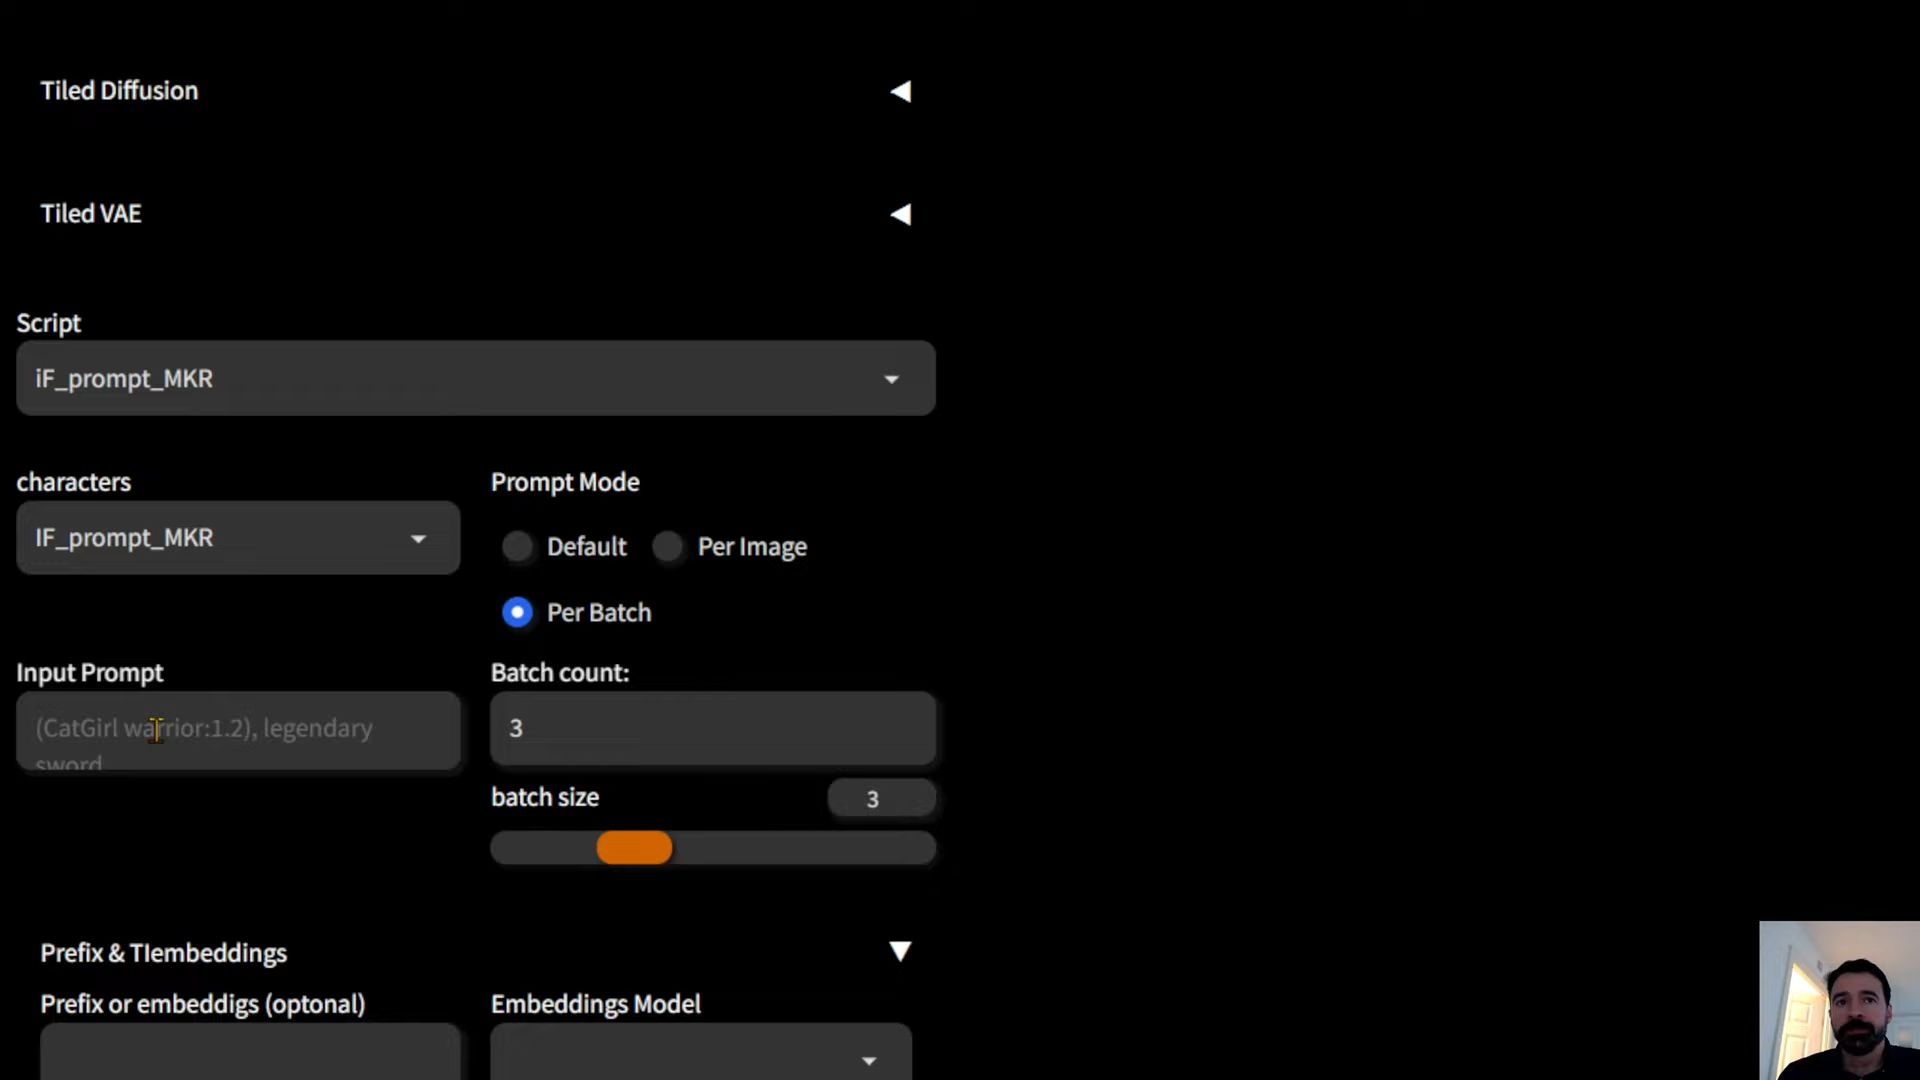 Tiled Diffusion
Tiled VAE
Script
iF_prompt_MKR
characters
IF_prompt_MKR
Prompt Mode
Default
Per Image
Per Batch
Input Prompt
(CatGirl warrior:1.2), legendary
sword
Batch count:
3
batch size
3
Prefix & TIembeddings
Prefix or embeddigs (optonal)
Embeddings Model